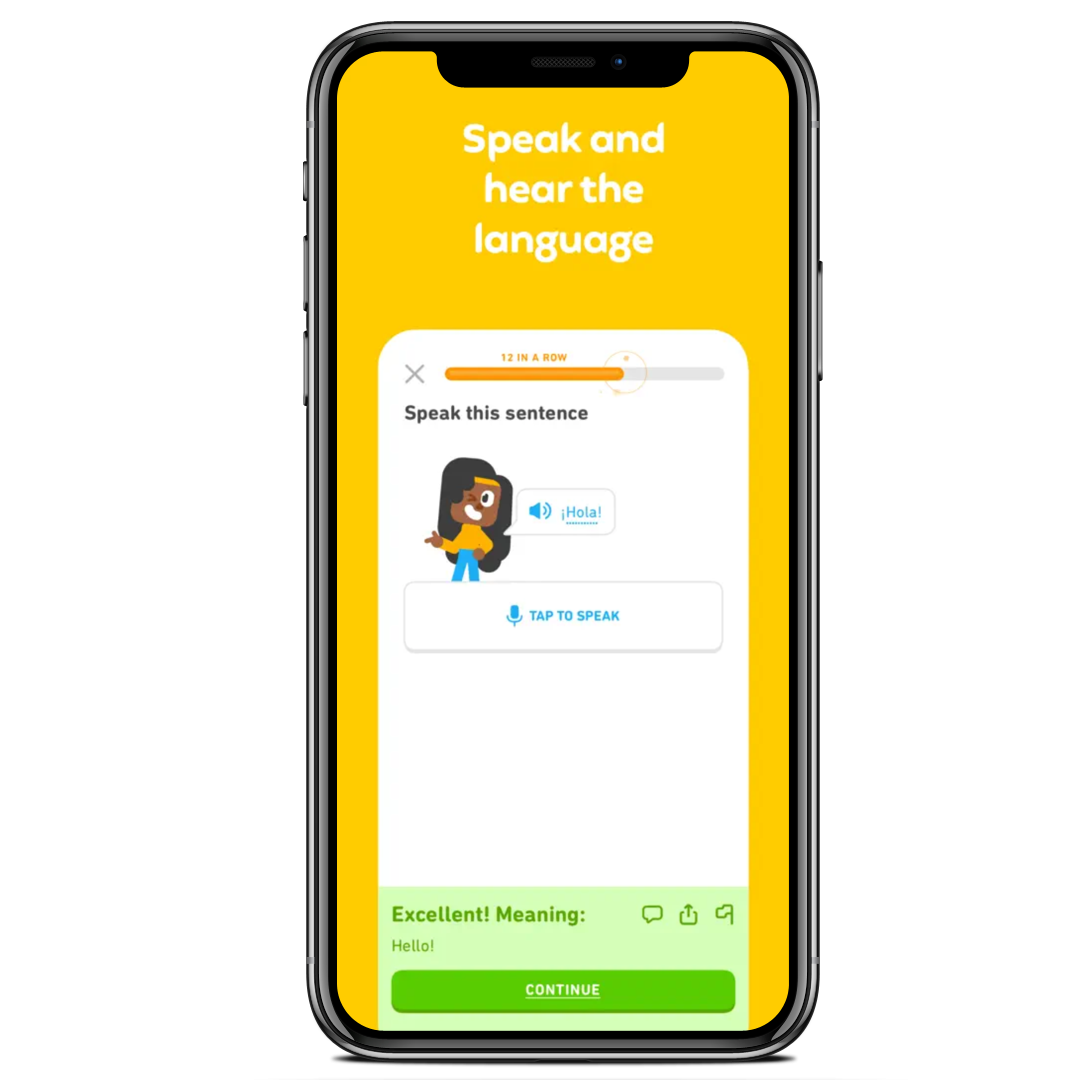 Speak and
hear the
language
12 IN A ROW
Speak this sentence
¡Hola!
TAP TO SPEAK
Excellent! Meaning:
Hello!
CONTINUE